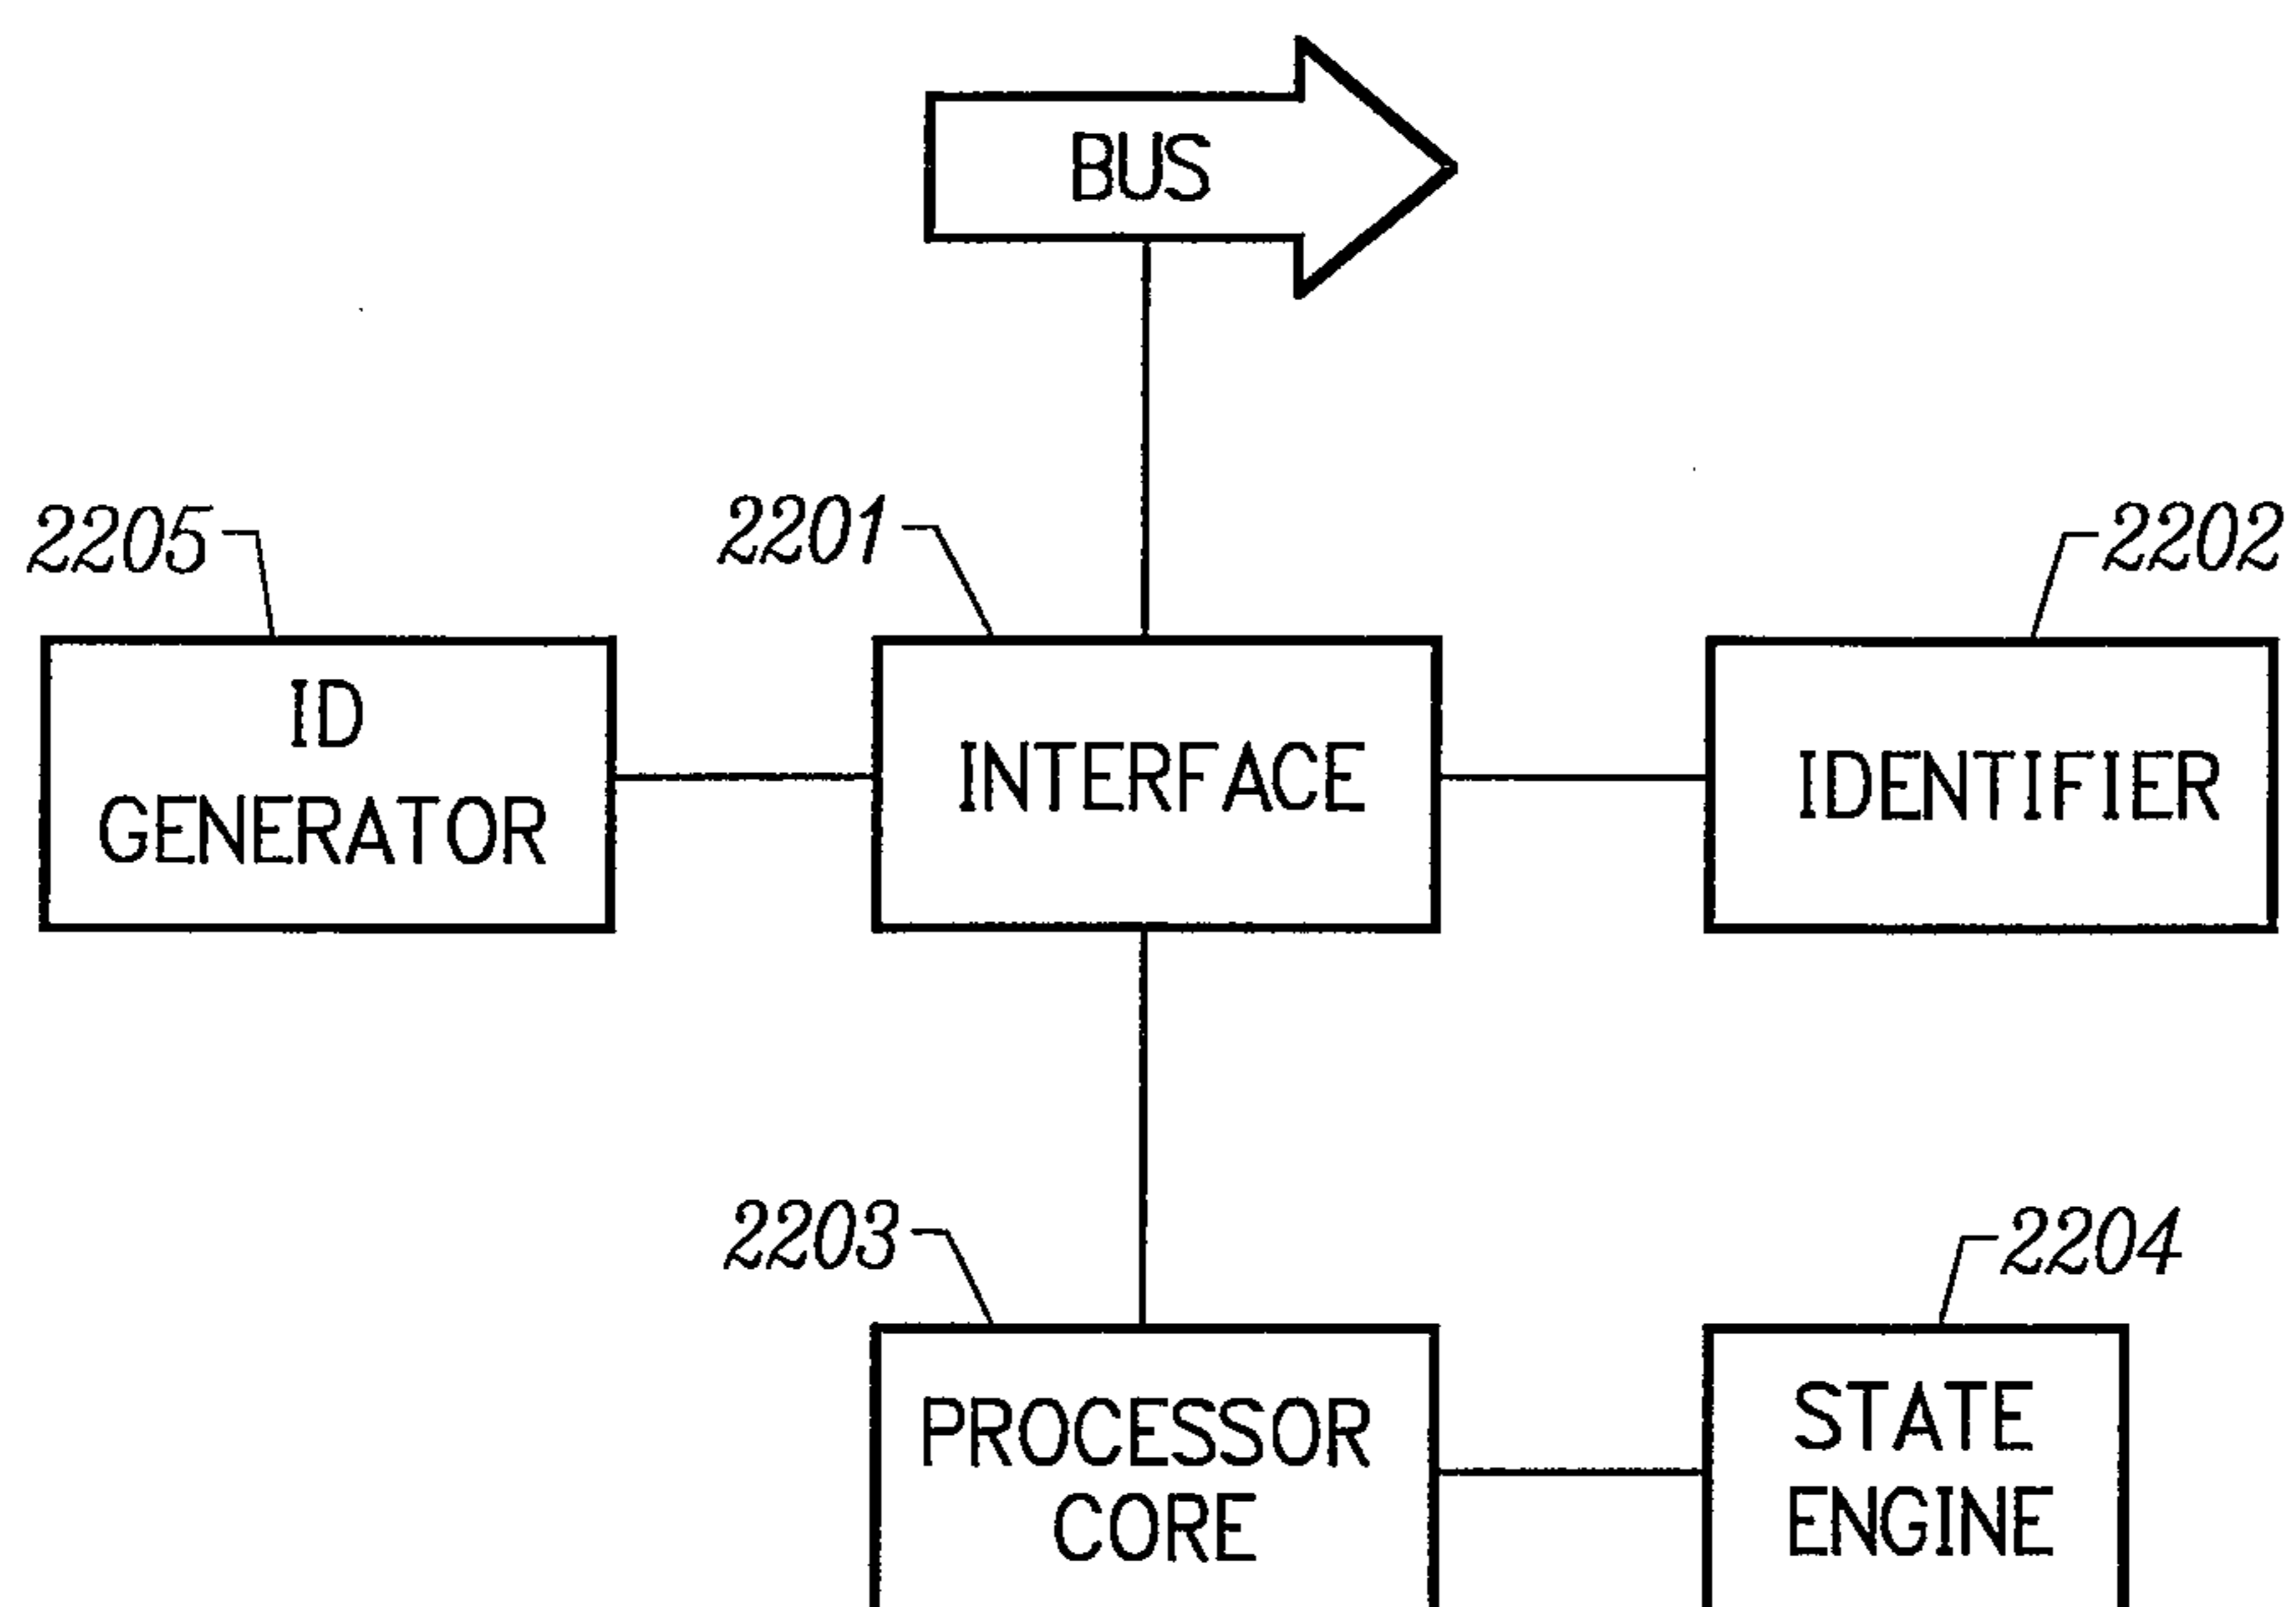 BUS
2205
2201
2202
ID
GENERATOR
INTERFACE
IDENTIFIER
2203
2204
PROCESSOR
CORE
STATE
ENGINE